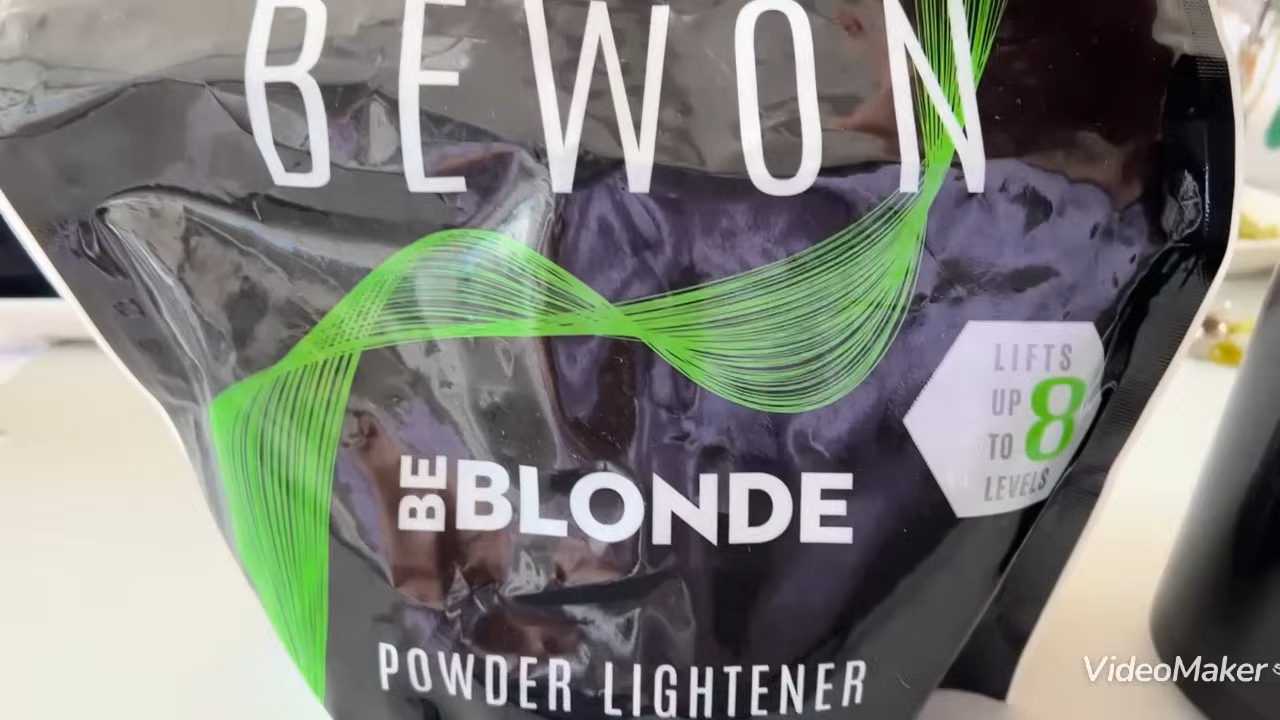 BEWON
BE BLONDE
LIFTS
UP 8
TO
LEVELS
POWDER LIGHTENER
VideoMaker